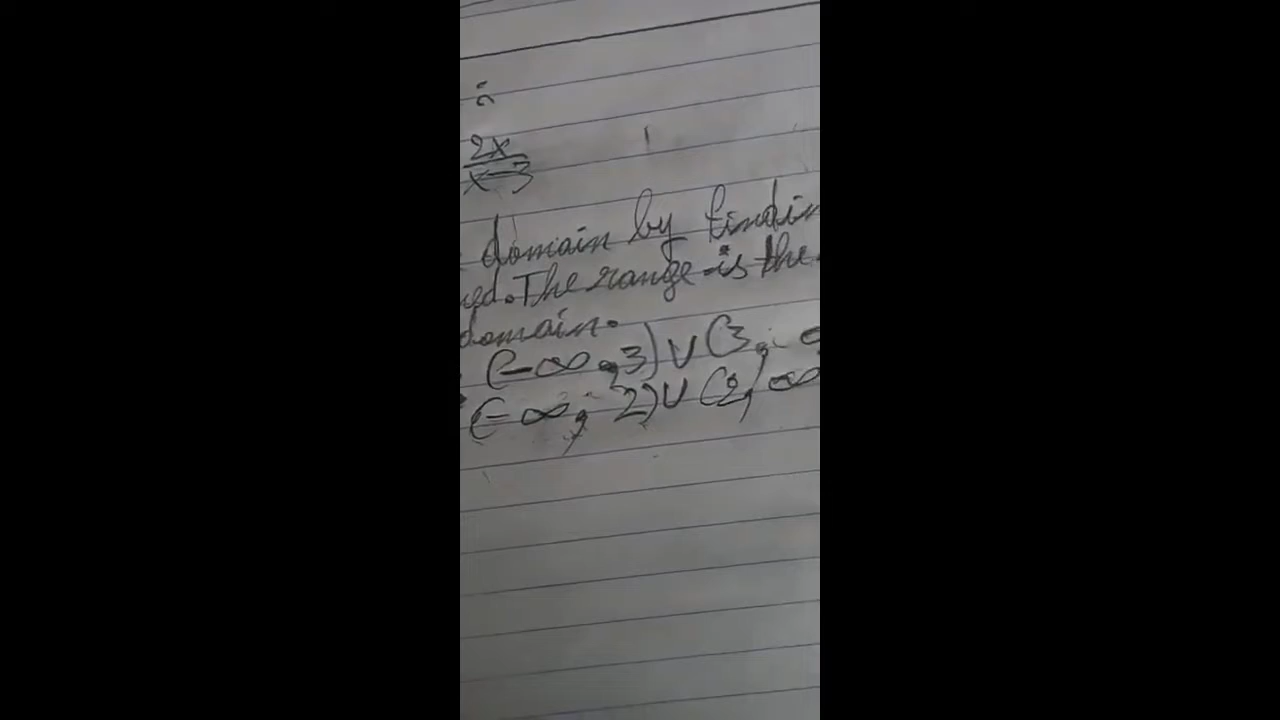 2x
x-3
domain by findin
ed. The range is the
domain.
(-∞, 3) ∪ (3,
(-∞, 2) ∪ (2, ∞